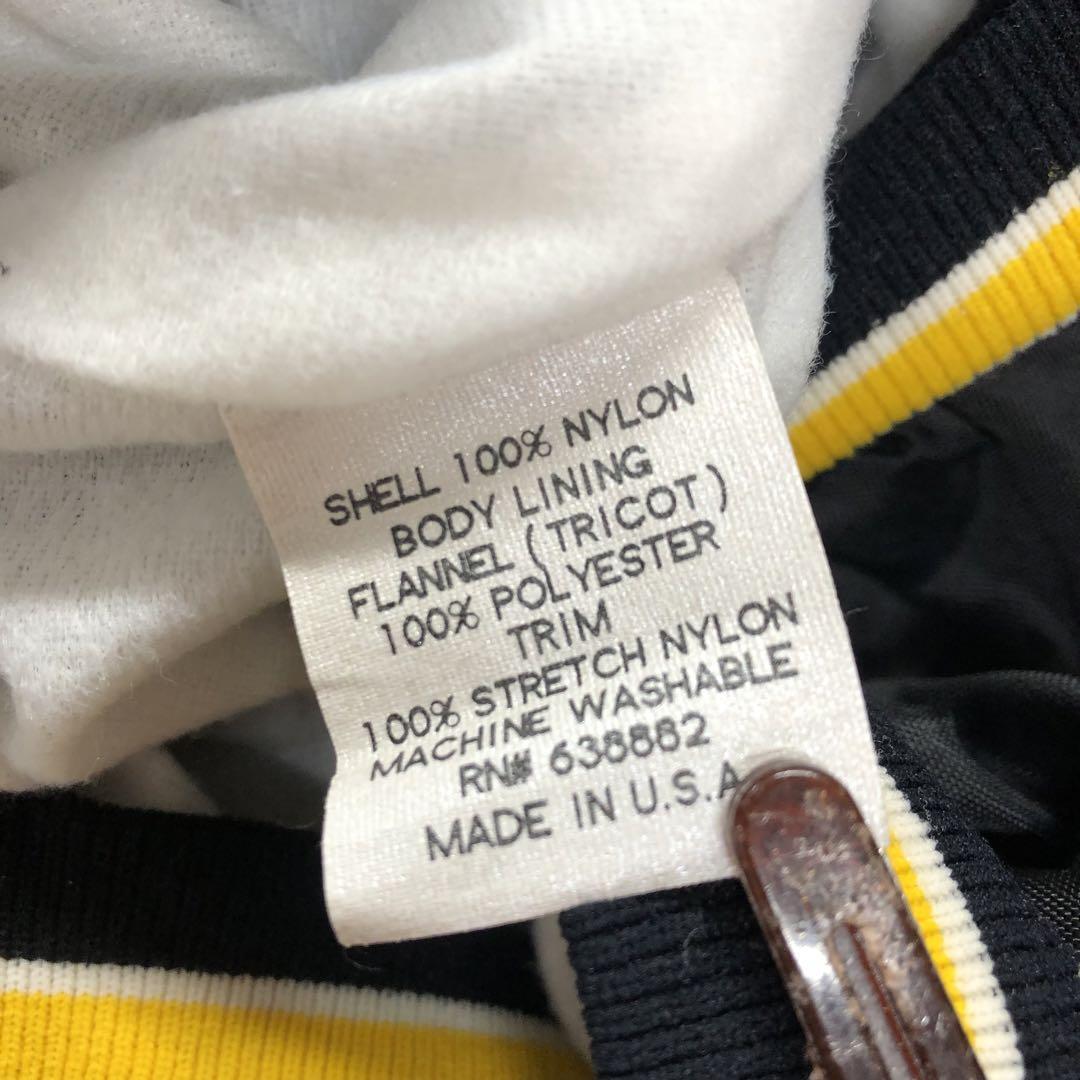 SHELL 100% NYLON
BODY LINING
FLANNEL (TRICOT)
100% POLYESTER
TRIM
100% STRETCH NYLON
MACHINE WASHABLE
RN# 638882
MADE IN U.S.A